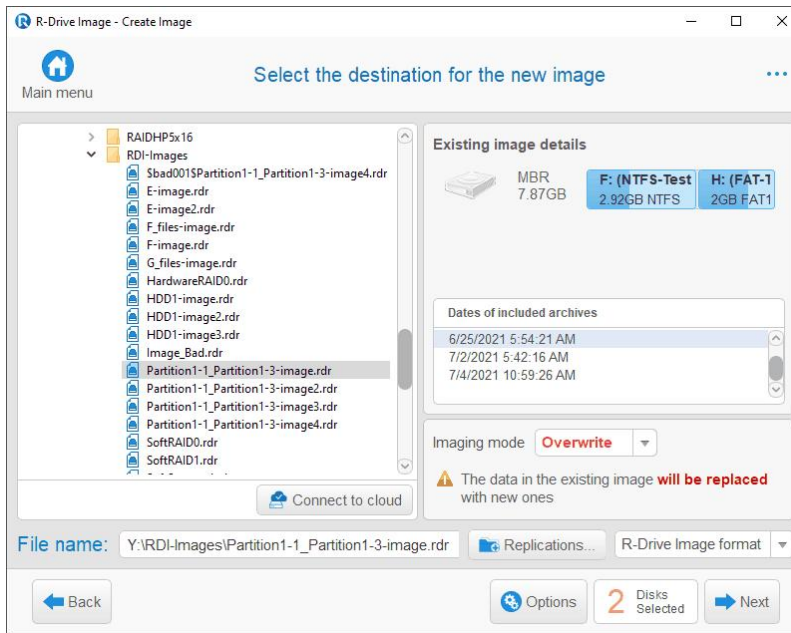 R-Drive Image - Create Image
Main menu
Select the destination for the new image
RAIDHP5x16
RDI-Images
$bad001$Partition1-1_Partition1-3-image4.rdr
E-image.rdr
E-image2.rdr
F_files-image.rdr
F-image.rdr
G_files-image.rdr
HardwareRAID0.rdr
HDD1-image.rdr
HDD1-image2.rdr
HDD1-image3.rdr
Image_Bad.rdr
Partition1-1_Partition1-3-image.rdr
Partition1-1_Partition1-3-image2.rdr
Partition1-1_Partition1-3-image3.rdr
Partition1-1_Partition1-3-image4.rdr
SoftRAID0.rdr
SoftRAID1.rdr
Connect to cloud
Existing image details
MBR
7.87GB
F: (NTFS-Test
2.92GB NTFS
H: (FAT-T
2GB FAT1
Dates of included archives
6/25/2021 5:54:21 AM
7/2/2021 5:42:16 AM
7/4/2021 10:59:26 AM
Imaging mode Overwrite
The data in the existing image will be replaced
with new ones
File name: Y:\RDI-Images\Partition1-1_Partition1-3-image.rdr Replications... R-Drive Image format
Back
Options
2 Disks
Selected
Next